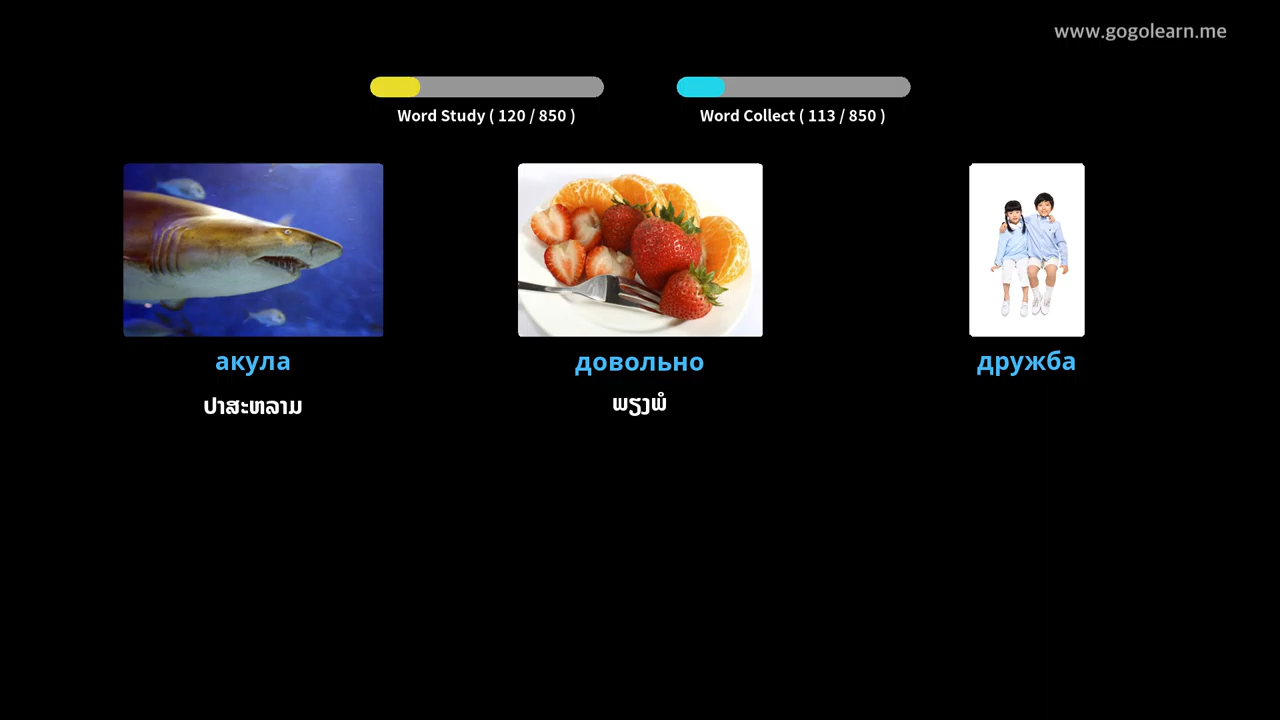 www.gogolearn.me
Word Study ( 120 / 850 )
Word Collect ( 113 / 850 )
акула
довольно
дружба
ປາສະຫລາມ
ພຽງພໍ